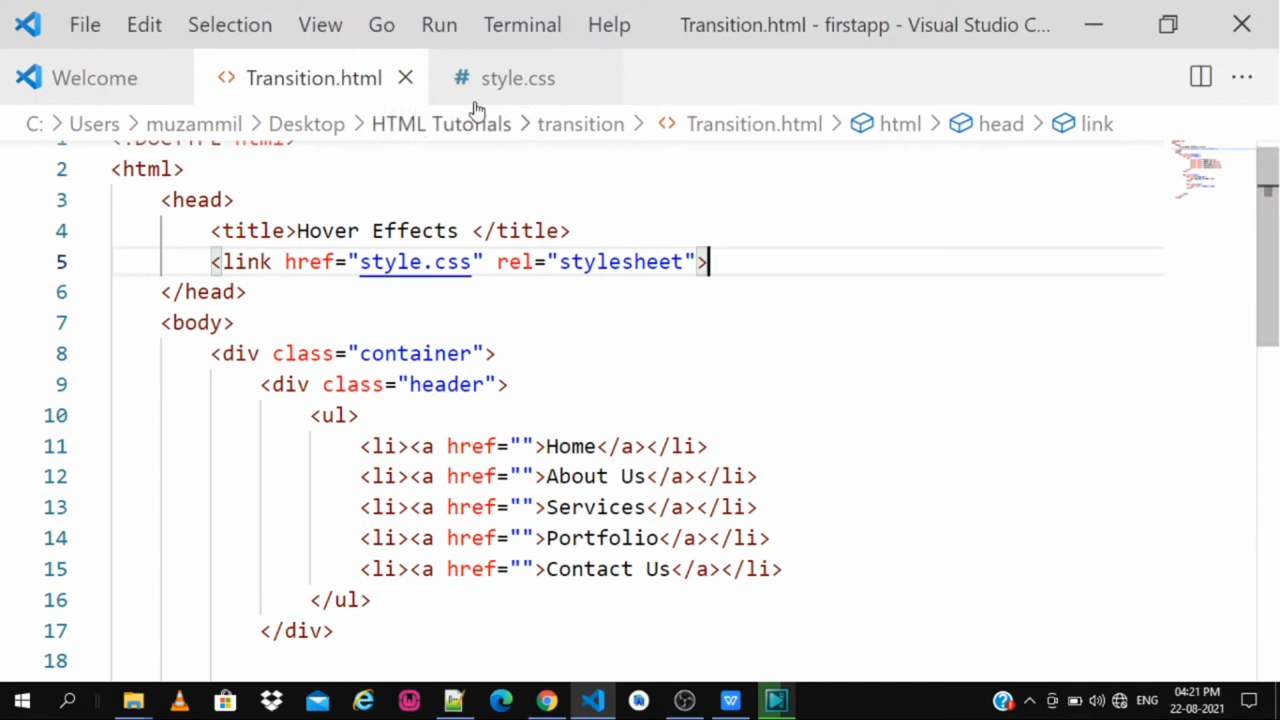 File Edit Selection View Go Run Terminal Help Transition.html - firstapp - Visual Studio C...
Welcome Transition.html # style.css
C: > Users > muzammil > Desktop > HTML Tutorials > transition > <> Transition.html > html > head > link
1 <!DOCTYPE html>
2 <html>
3 <head>
4 <title>Hover Effects </title>
5 <link href="style.css" rel="stylesheet">
6 </head>
7 <body>
8 <div class="container">
9 <div class="header">
10 <ul>
11 <li><a href="">Home</a></li>
12 <li><a href="">About Us</a></li>
13 <li><a href="">Services</a></li>
14 <li><a href="">Portfolio</a></li>
15 <li><a href="">Contact Us</a></li>
16 </ul>
17 </div>
18
ENG 04:21 PM
22-08-2021